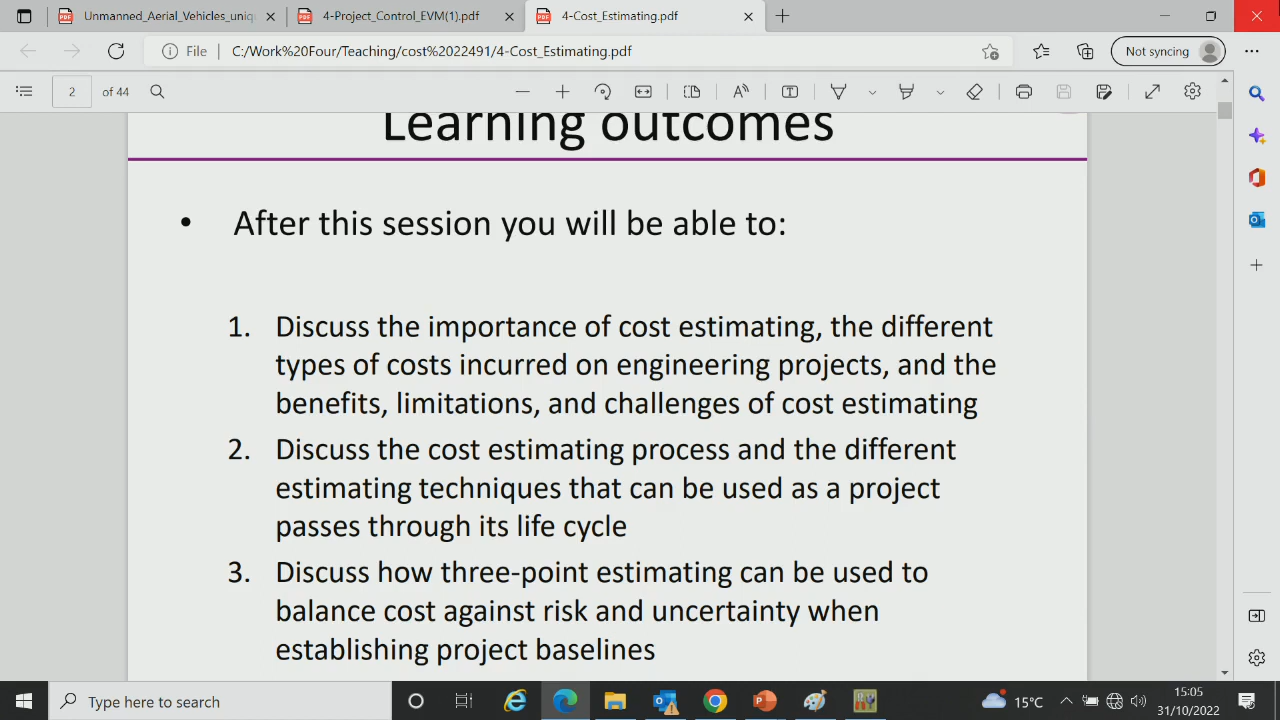 Unmanned_Aerial_Vehicles_uniq
4-Project_Control_EVM(1).pdf
4-Cost_Estimating.pdf
File
C:/Work%20Four/Teaching/cost%2022491/4-Cost_Estimating.pdf
Not syncing
2 of 44
Learning outcomes
• After this session you will be able to:
1. Discuss the importance of cost estimating, the different
types of costs incurred on engineering projects, and the
benefits, limitations, and challenges of cost estimating
2. Discuss the cost estimating process and the different
estimating techniques that can be used as a project
passes through its life cycle
3. Discuss how three-point estimating can be used to
balance cost against risk and uncertainty when
establishing project baselines
Type here to search
15°C
15:05
31/10/2022